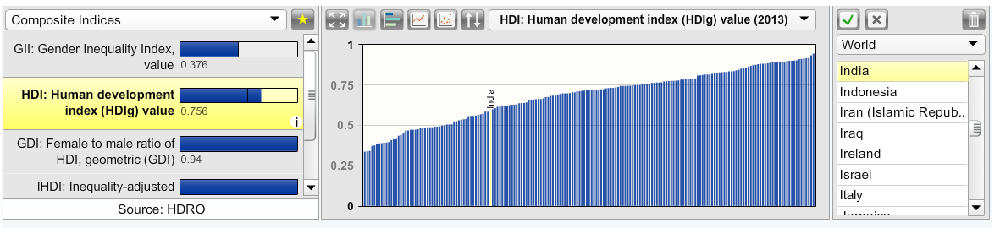 Composite Indices
GII: Gender Inequality Index,
value
0.376
HDI: Human development
index (HDIg) value
0.756
i
GDI: Female to male ratio of
HDI, geometric (GDI)
0.94
IHDI: Inequality-adjusted
Source: HDRO
HDI: Human development index (HDIg) value (2013)
1
0.75
0.5
0.25
0
India
World
India
Indonesia
Iran (Islamic Repub..
Iraq
Ireland
Israel
Italy
Jamaica